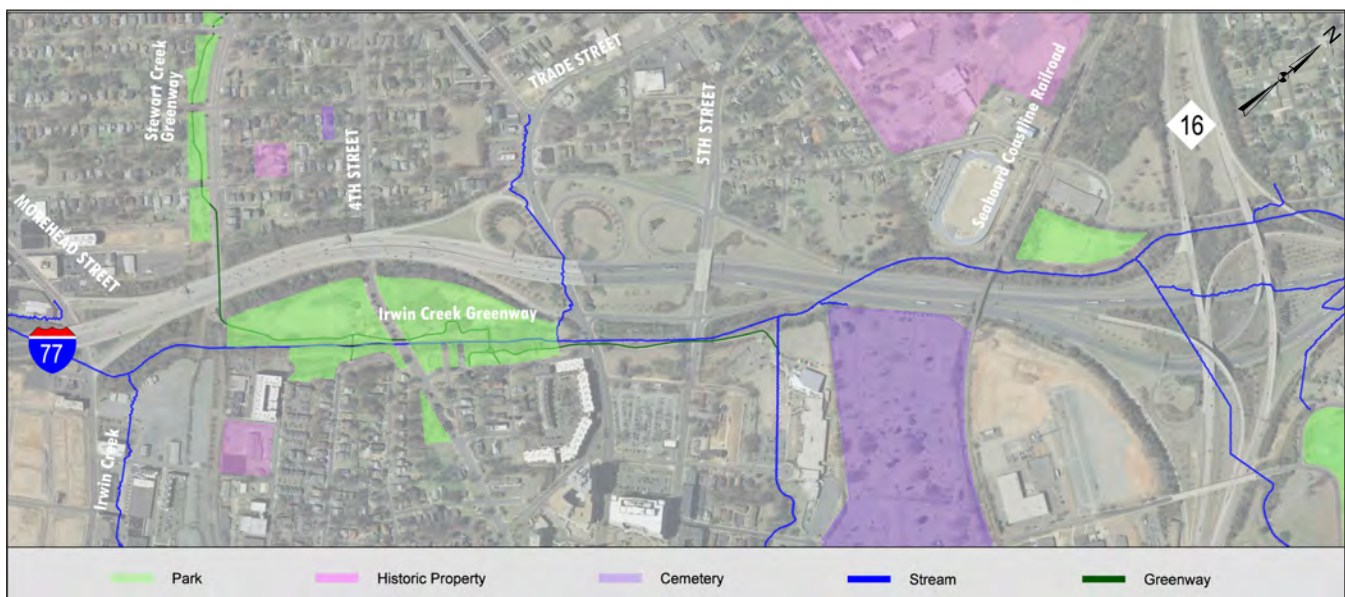 TRADE STREET
N
Stewart Creek
Greenway
4TH STREET
5TH STREET
Seaboard Coastline Railroad
16
MOREHEAD STREET
Irwin Creek Greenway
77
Irwin Creek
Park
Historic Property
Cemetery
Stream
Greenway